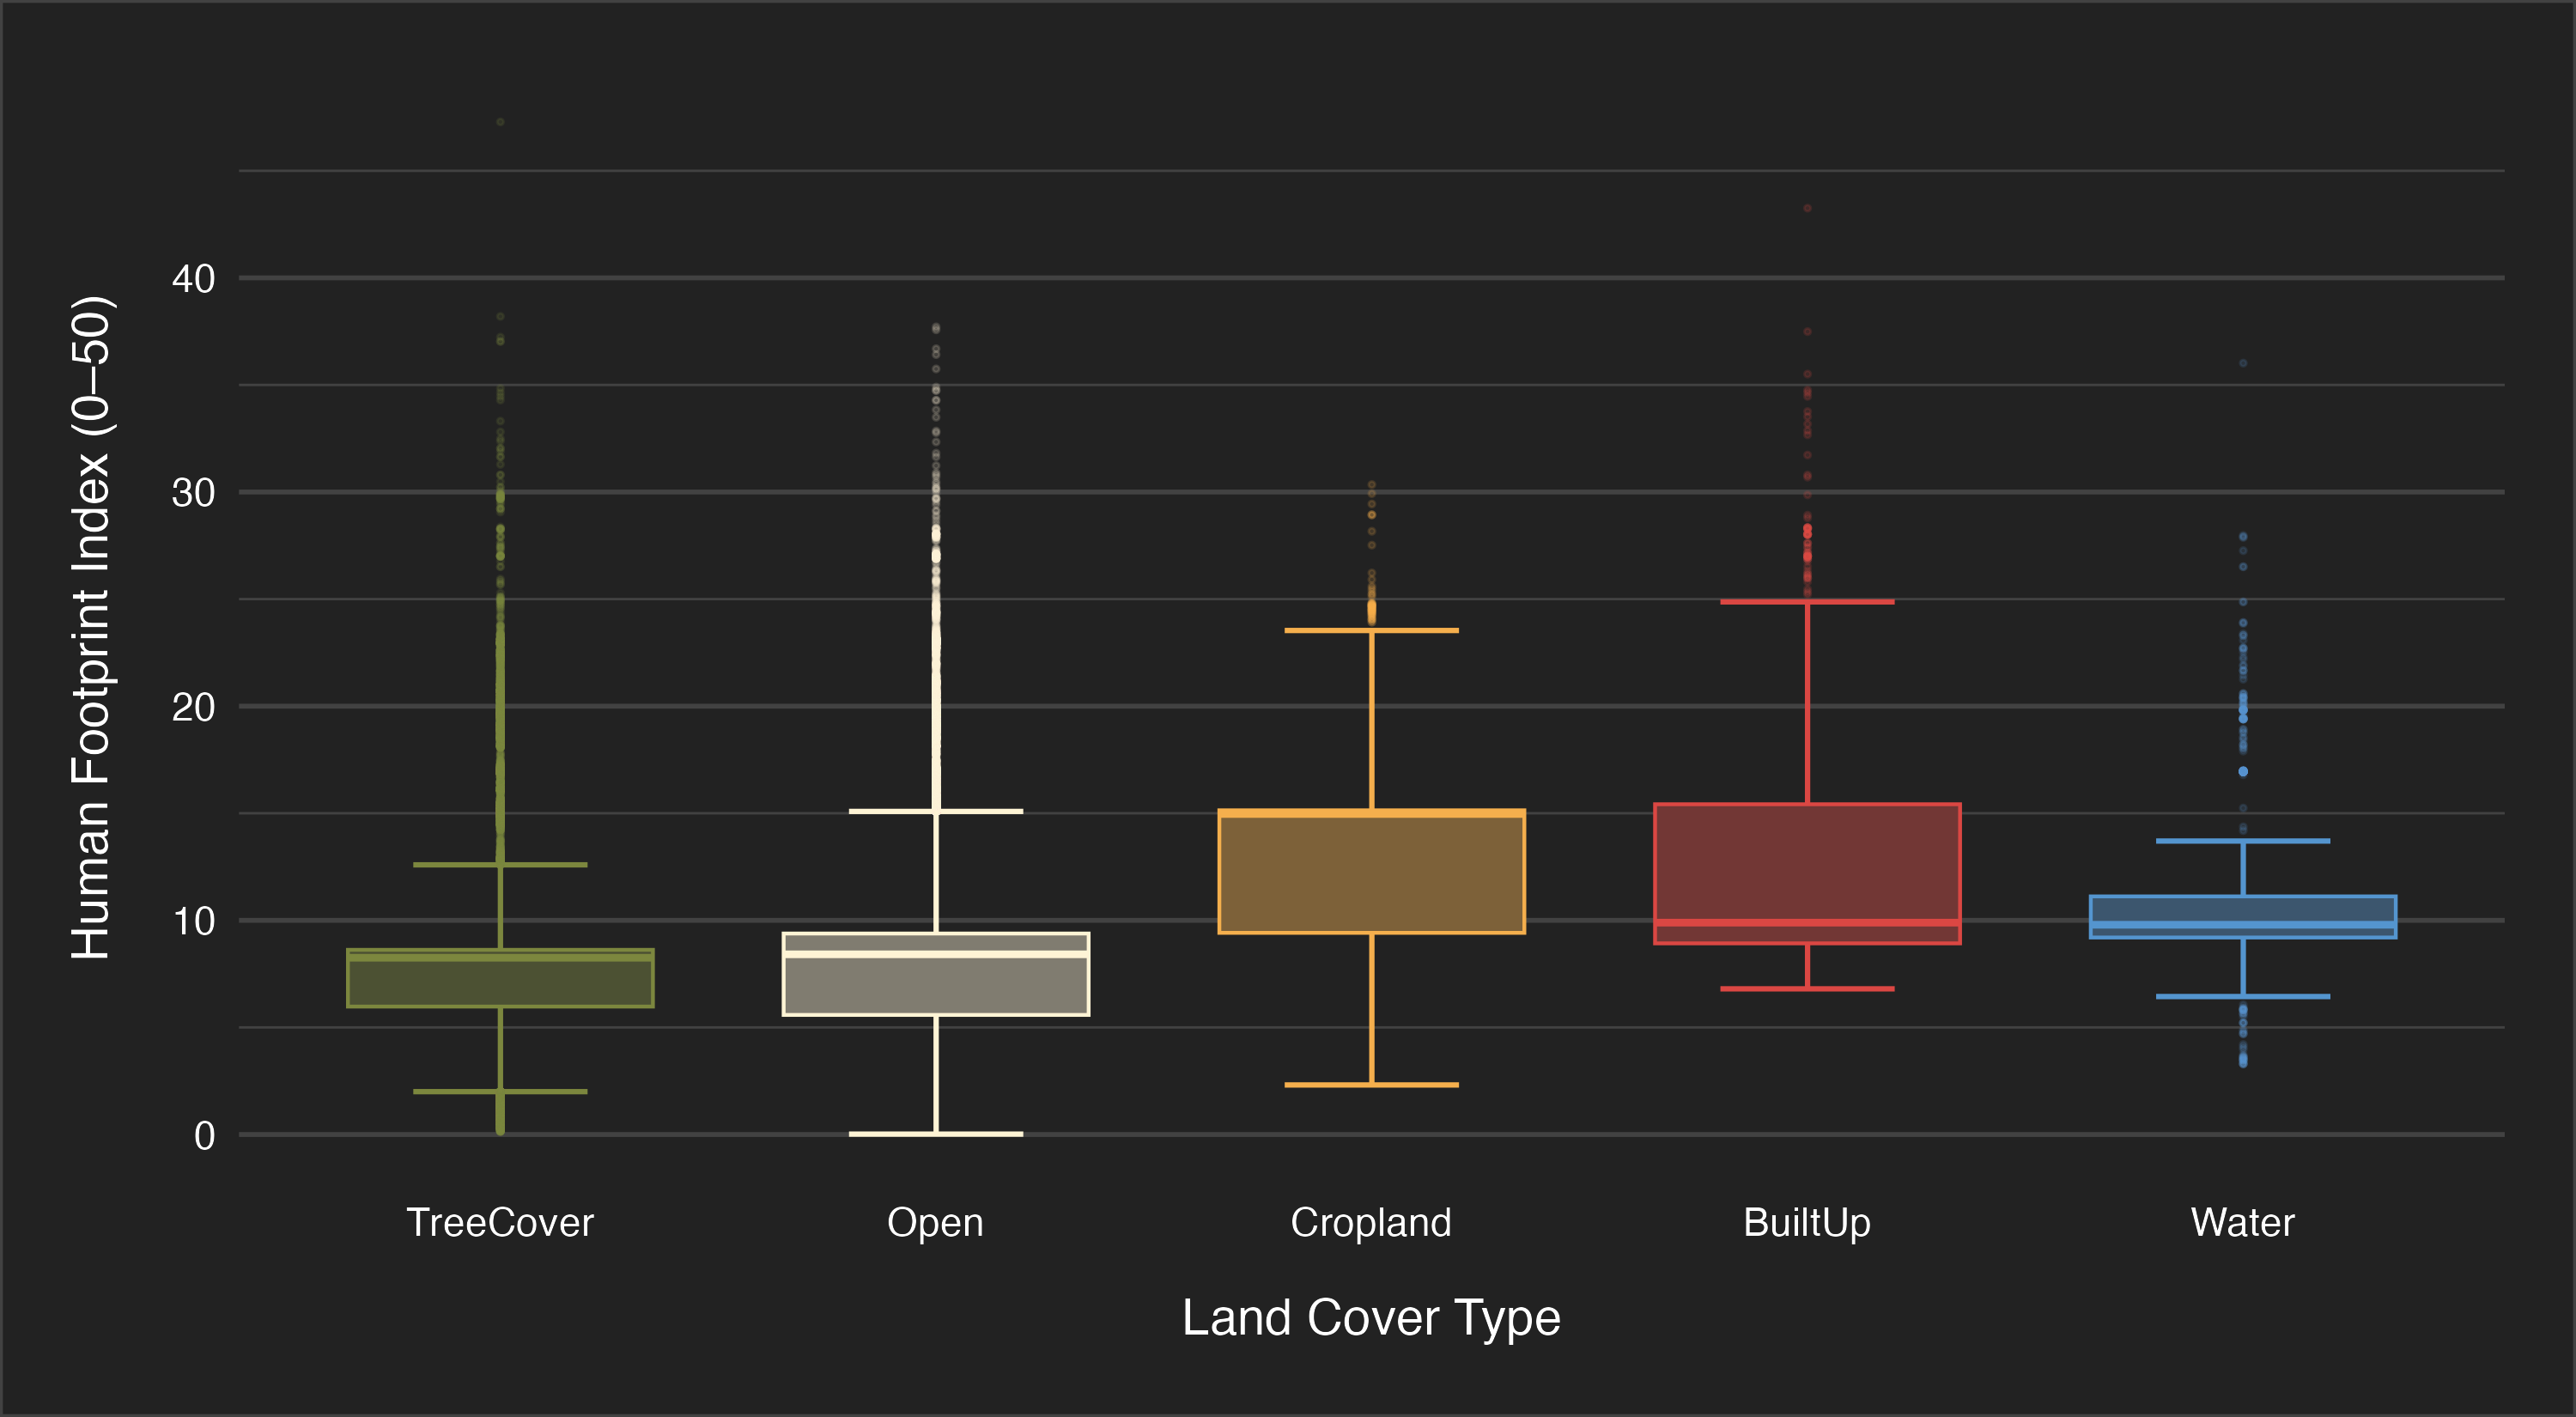 Human Footprint Index (0–50)
40
30
20
10
0
TreeCover
Open
Cropland
BuiltUp
Water
Land Cover Type